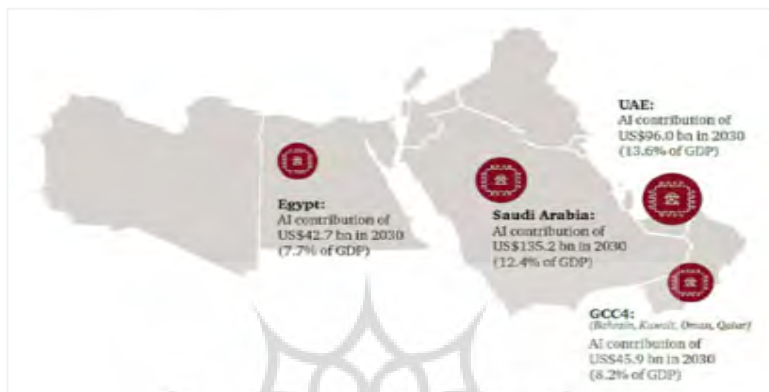 UAE:
AI contribution of
US$96.0 bn in 2030
(13.6% of GDP)
Egypt:
AI contribution of
US$42.7 bn in 2030
(7.7% of GDP)
Saudi Arabia:
AI contribution of
US$135.2 bn in 2030
(12.4% of GDP)
GCC4:
(Bahrain, Kuwait, Oman, Qatar)
AI contribution of
US$45.9 bn in 2030
(8.2% of GDP)